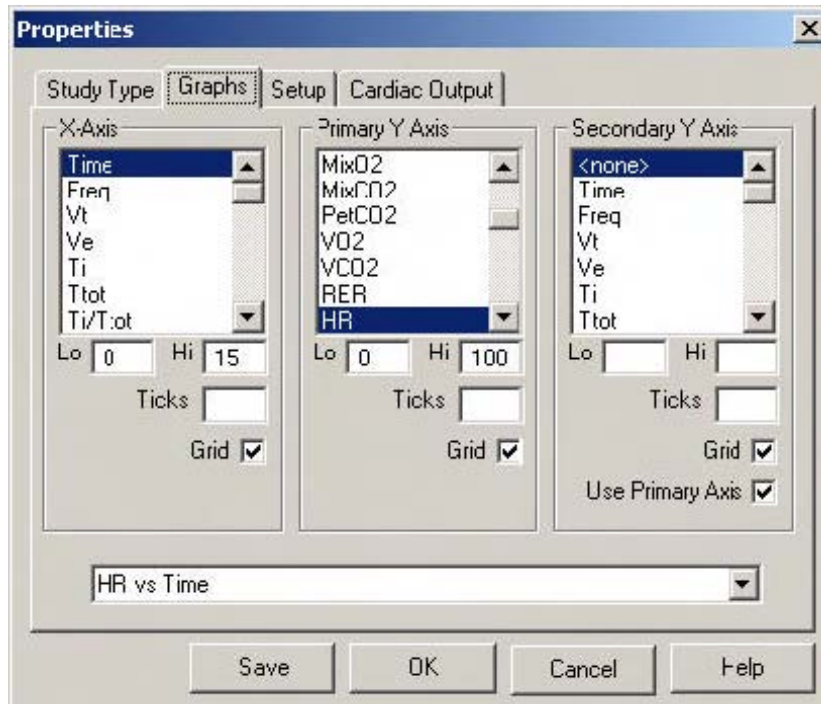 Properties
Study Type Graphs Setup Cardiac Output
X-Axis
Time
Freq
Vt
Ve
Ti
Ttot
Ti/Ttot
Lo 0 Hi 15
Ticks
Grid
Primary Y Axis
MixO2
MixCO2
PetCO2
VO2
VCO2
RER
HR
Lo 0 Hi 100
Ticks
Grid
Secondary Y Axis
<none>
Time
Freq
Vt
Ve
Ti
Ttot
Lo Hi
Ticks
Grid
Use Primary Axis
HR vs Time
Save OK Cancel Help